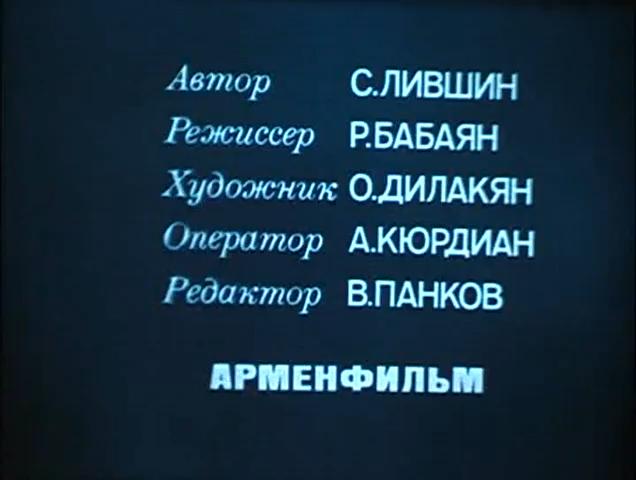 Автор С.ЛИВШИН
Режиссер Р.БАБАЯН
Художник О.ДИЛАКЯН
Оператор А.КЮРДИАН
Редактор В.ПАНКОВ
АРМЕНФИЛЬМ